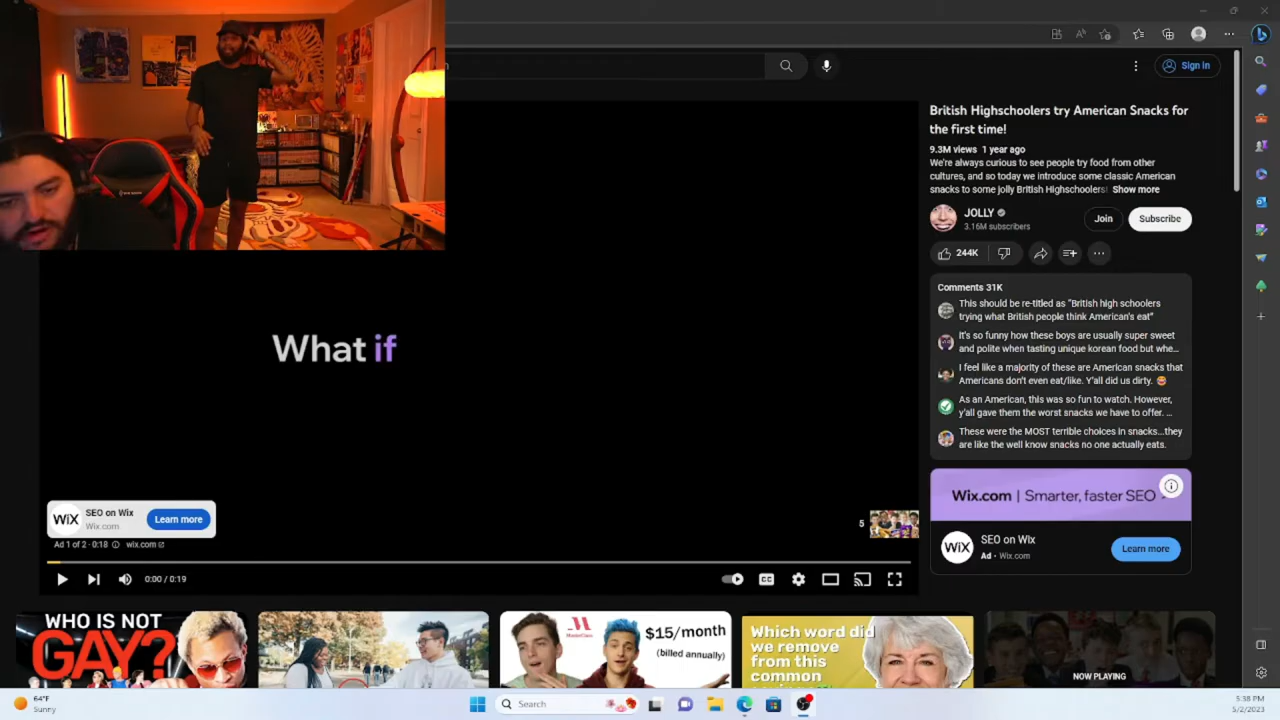 Sign in
British Highschoolers try American Snacks for
the first time!
9.3M views 1 year ago
We're always curious to see people try food from other
cultures, and so today we introduce some classic American
snacks to some jolly British Highschoolers! Show more
JOLLY
3.16M subscribers
Join
Subscribe
244K
Comments 31K
This should be re-titled as "British high schoolers
trying what British people think American's eat"
It's so funny how these boys are usually super sweet
and polite when tasting unique korean food but whe...
I feel like a majority of these are American snacks that
Americans don't even eat/like. Y'all did us dirty.
As an American, this was so fun to watch. However,
y'all gave them the worst snacks we have to offer. ...
These were the MOST terrible choices in snacks...they
are like the well know snacks no one actually eats.
What if
WIX
SEO on Wix
Wix.com
Learn more
Ad 1 of 2 · 0:18
wix.com
5
0:00 / 0:19
CC
Wix.com | Smarter, faster SEO
WIX
SEO on Wix
Ad · Wix.com
Learn more
WHO IS NOT
GAY?
MasterClass
$15/month
(billed annually)
Which word did
we remove
from this
common
NOW PLAYING
64°F
Sunny
Search
5:38 PM
5/2/2023